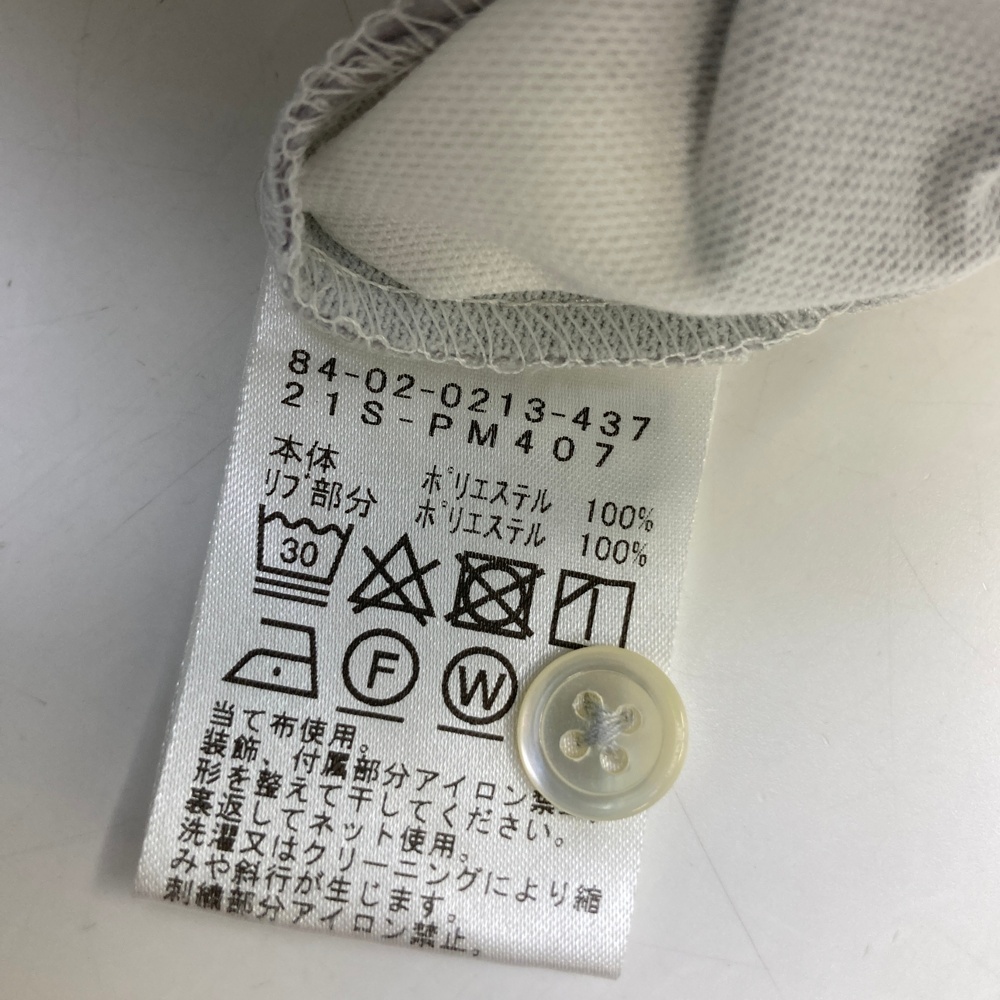 84-02-0213-437
21S-PM407
本体 ポリエステル 100%
リブ部分 ポリエステル 100%
30
F W
当て布使用。
装飾、付属部分アイロン禁
形を整えて干してください。
裏返してネット使用。
洗濯又はクリーニングにより縮
みや斜行が生じます。
刺繍部分アイロン禁止。